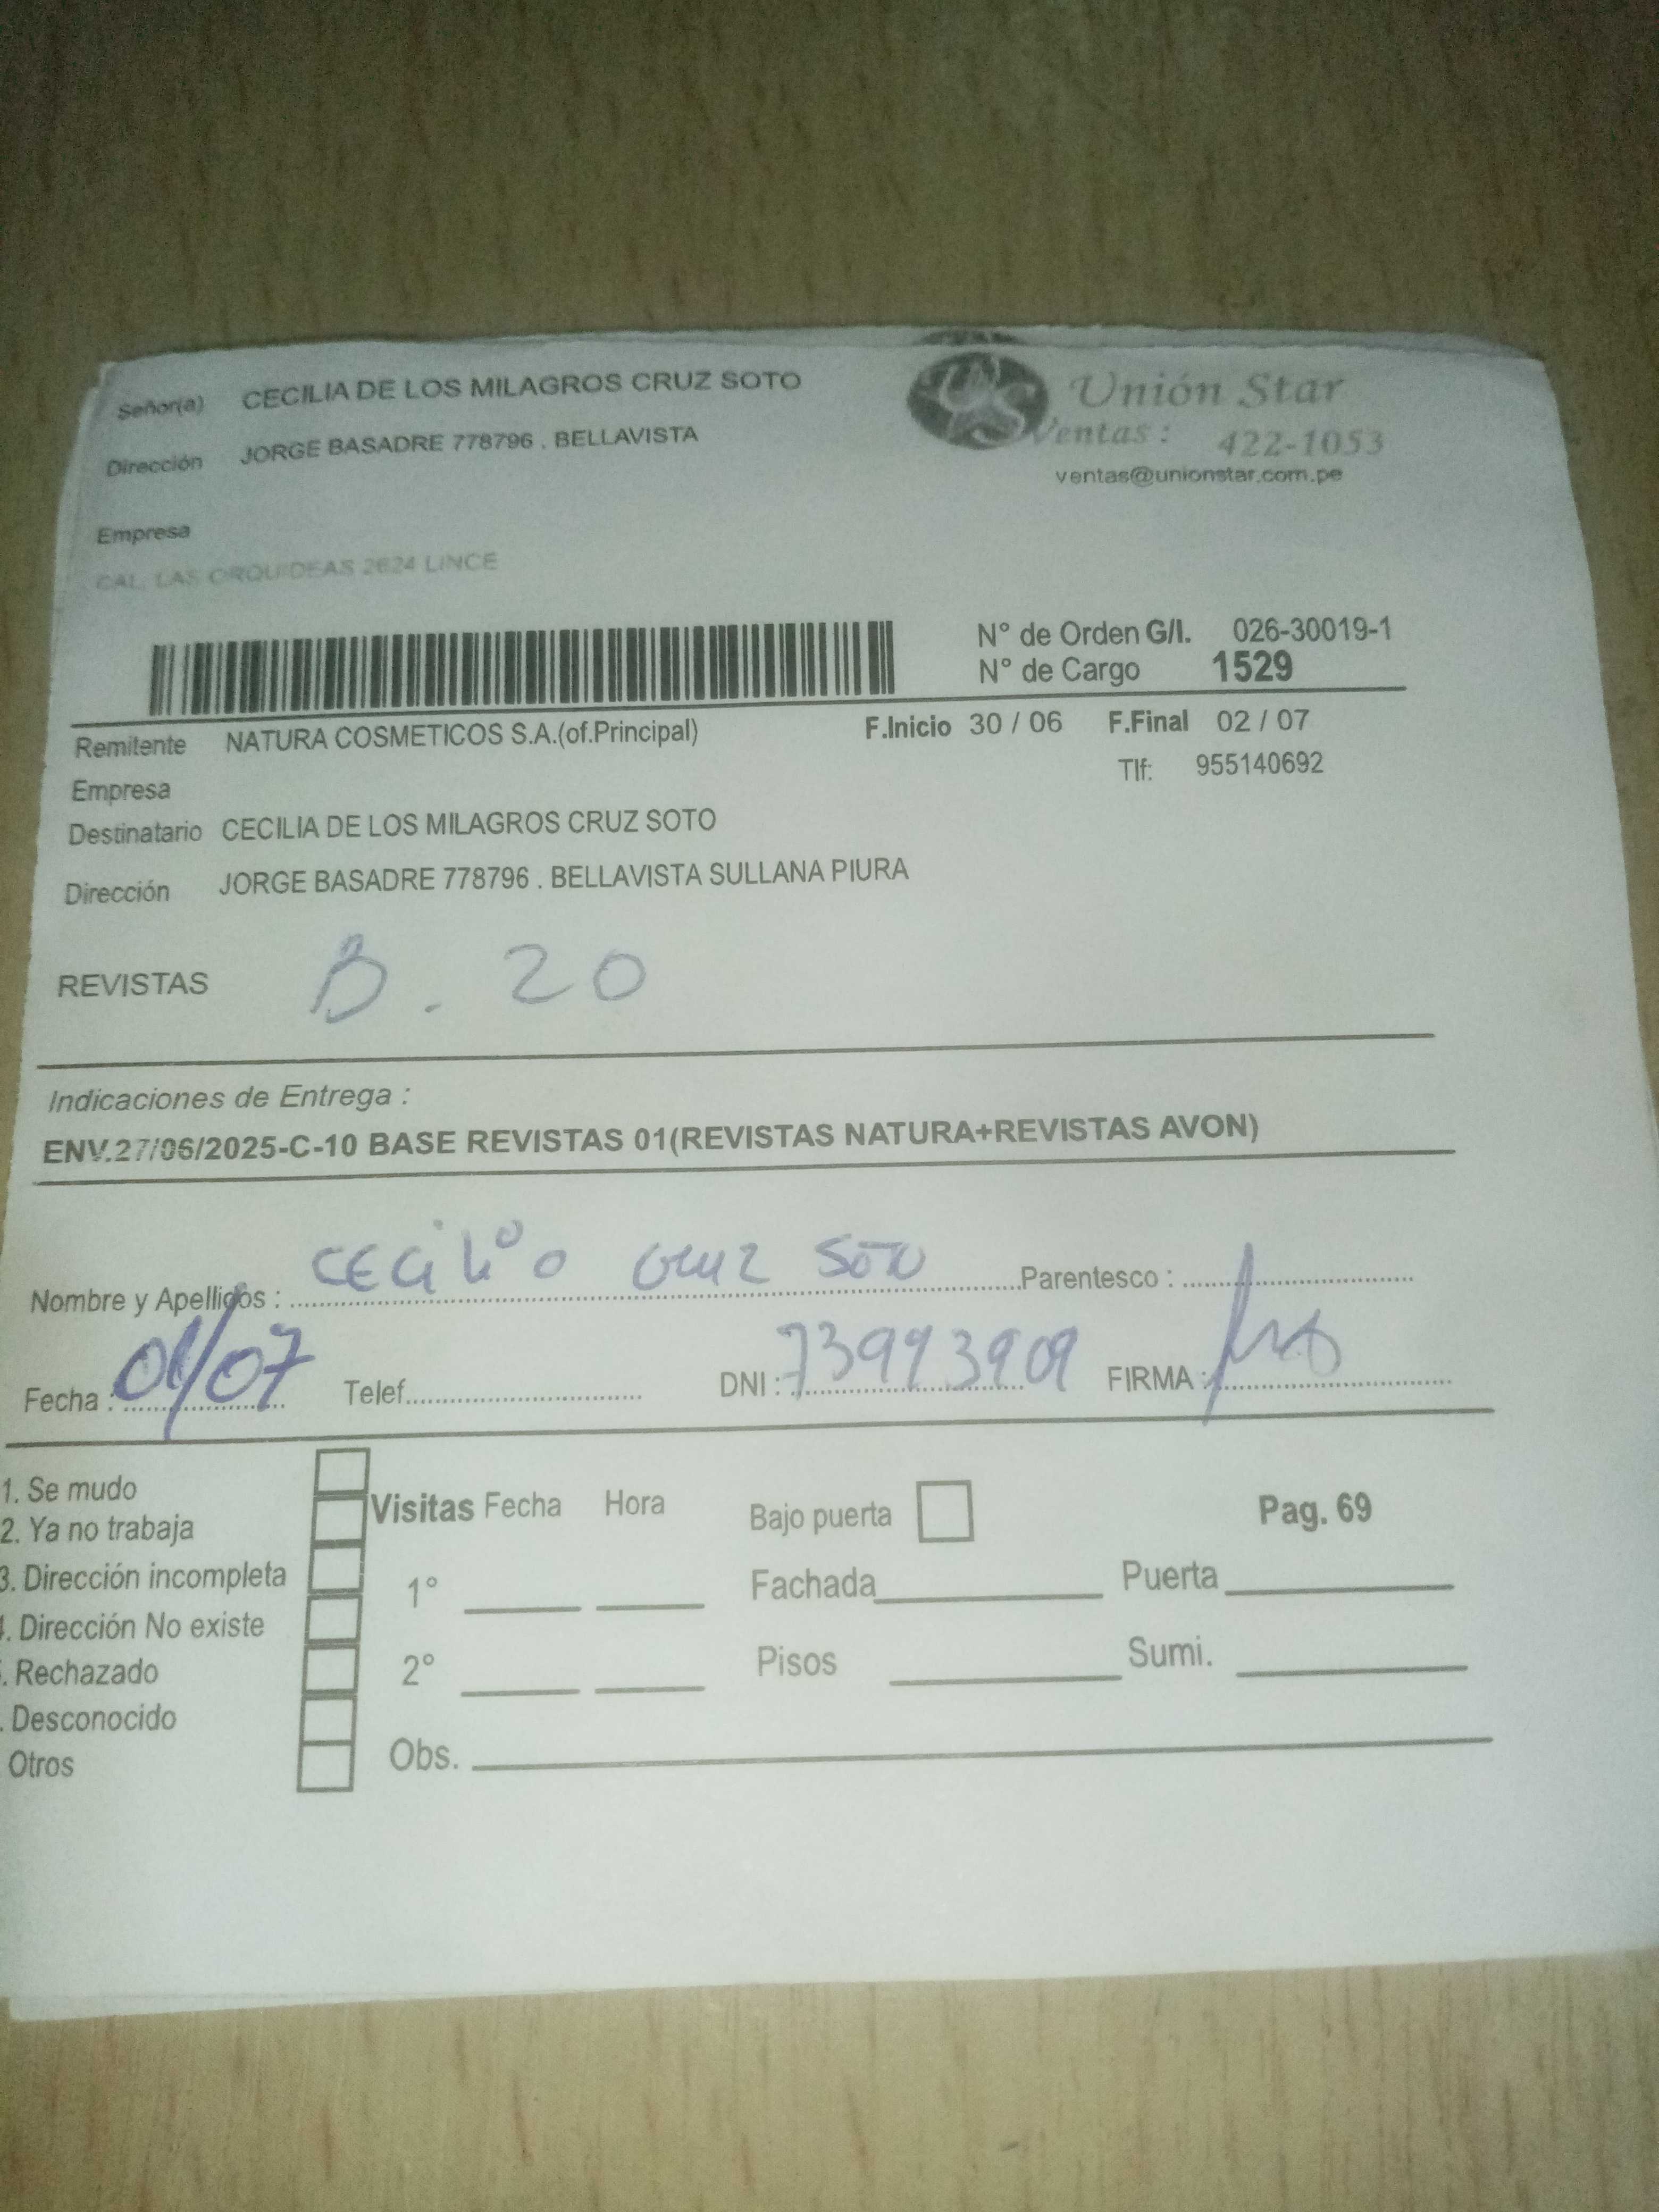 Señor(a) CECILIA DE LOS MILAGROS CRUZ SOTO
Dirección JORGE BASADRE 778796 . BELLAVISTA
Unión Star
Ventas : 422-1053
ventas@unionstar.com.pe
Empresa
CAL. LAS ORQUIDEAS 2624 LINCE
N° de Orden G/I. 026-30019-1
N° de Cargo 1529
Remitente NATURA COSMETICOS S.A.(of.Principal) F.Inicio 30 / 06 F.Final 02 / 07
Empresa Tlf: 955140692
Destinatario CECILIA DE LOS MILAGROS CRUZ SOTO
Dirección JORGE BASADRE 778796 . BELLAVISTA SULLANA PIURA
REVISTAS B. 20
Indicaciones de Entrega :
ENV.27/06/2025-C-10 BASE REVISTAS 01(REVISTAS NATURA+REVISTAS AVON)
Nombre y Apellidos : CECilia Cruz Soto Parentesco :
Fecha : 01/07 Telef. DNI : 73993909 FIRMA :
1. Se mudo
2. Ya no trabaja
3. Dirección incompleta
. Dirección No existe
. Rechazado
. Desconocido
Otros
Visitas Fecha Hora Bajo puerta Pag. 69
1° Fachada Puerta
2° Pisos Sumi.
Obs.